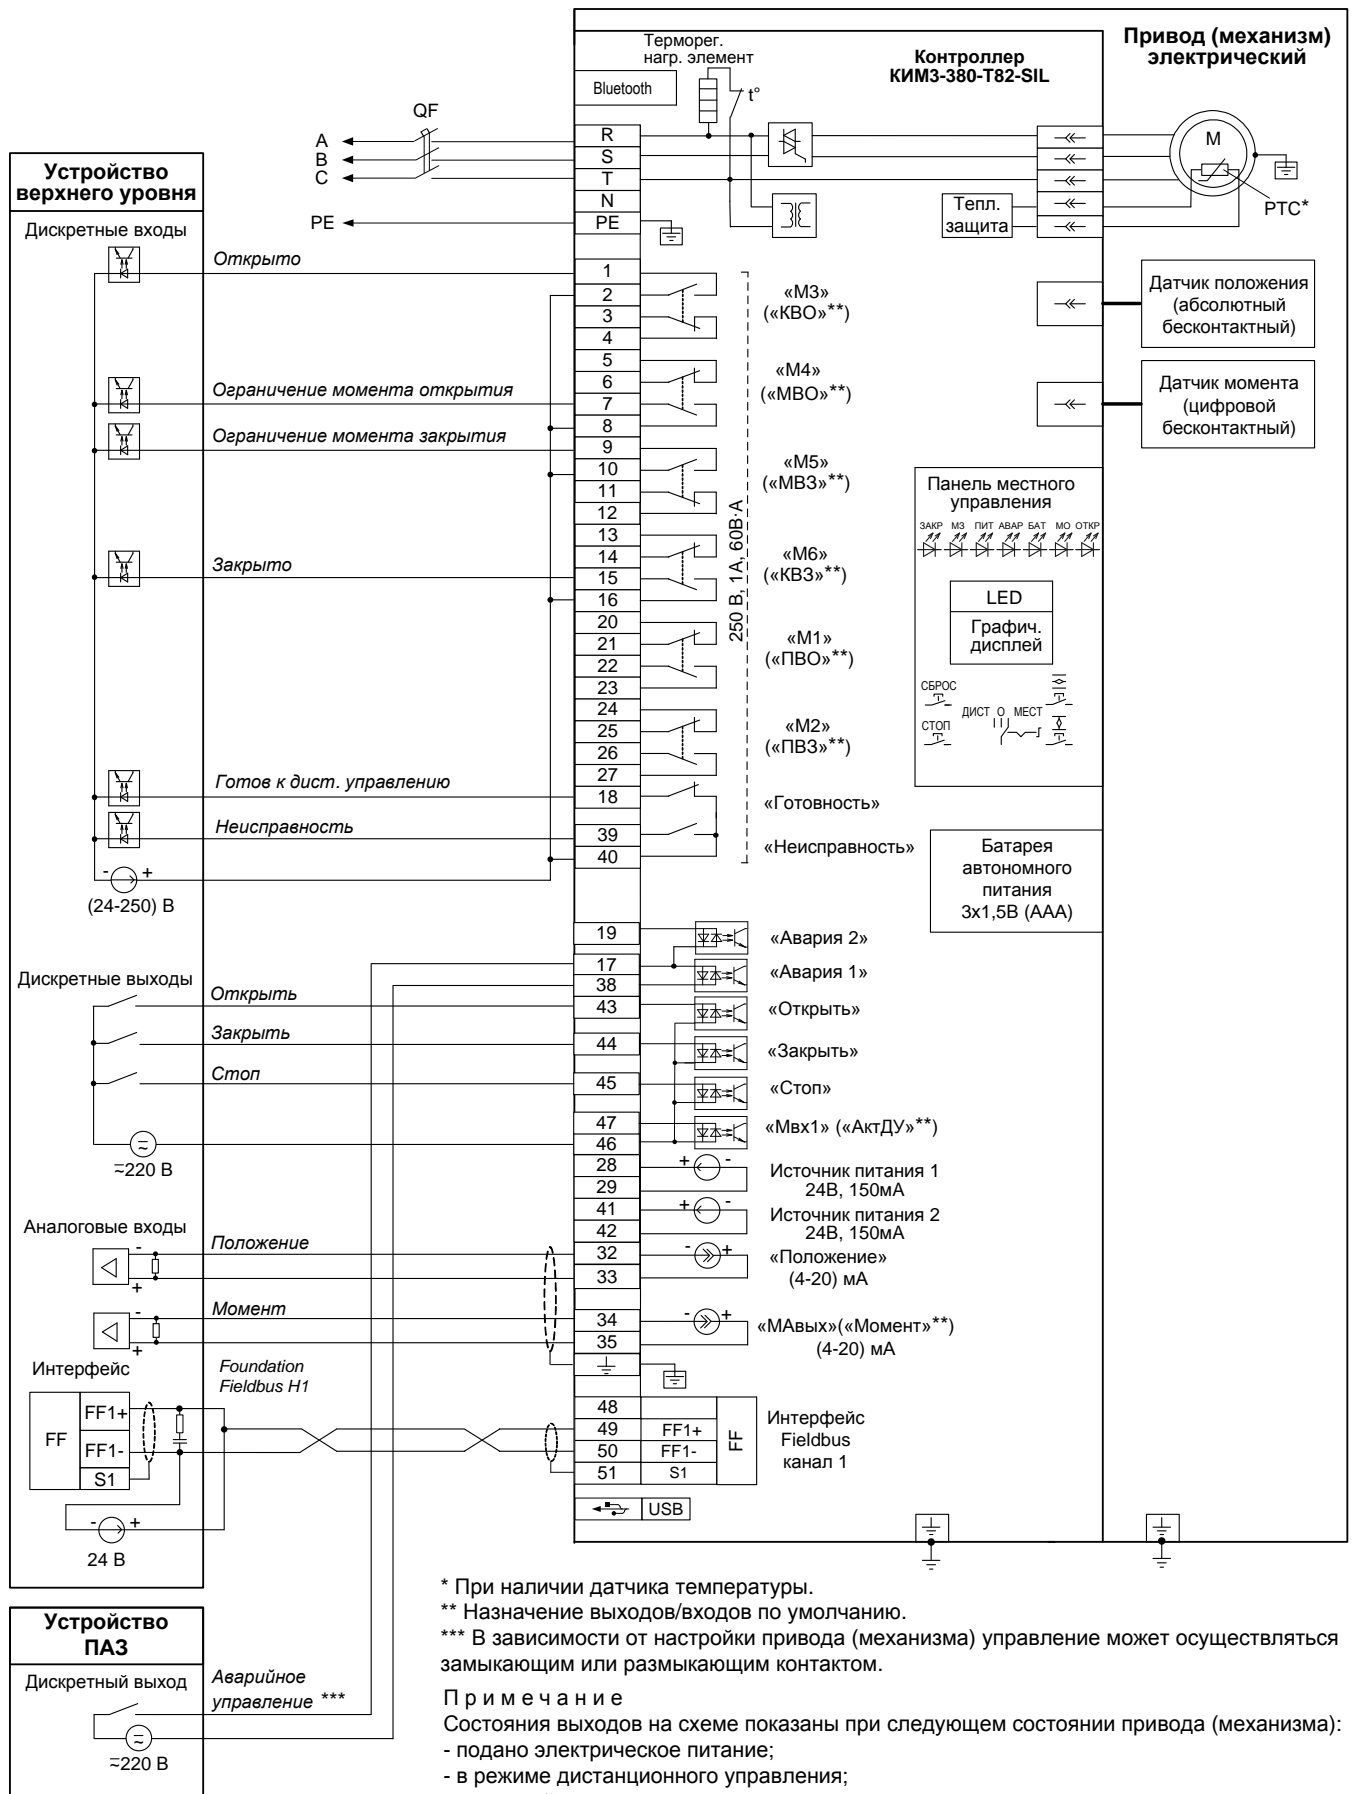 Привод (механизм)
электрический
Контроллер
КИМ3-380-Т82-SIL
Терморег.
нагр. элемент
Bluetooth
t°
QF
A
B
C
PE
R
S
T
N
PE
M
PTC*
Тепл.
защита
Устройство
верхнего уровня
Дискретные входы
Открыто
Ограничение момента открытия
Ограничение момента закрытия
Закрыто
Готов к дист. управлению
Неисправность
- +
(24-250) В
1
2
3
4
5
6
7
8
9
10
11
12
13
14
15
16
20
21
22
23
24
25
26
27
18
39
40
«М3»
(«КВО»**)
«М4»
(«МВО»**)
«М5»
(«МВЗ»**)
«М6»
(«КВЗ»**)
«М1»
(«ПВО»**)
«М2»
(«ПВЗ»**)
«Готовность»
«Неисправность»
250 В, 1А, 60В·А
Датчик положения
(абсолютный
бесконтактный)
Датчик момента
(цифровой
бесконтактный)
Панель местного
управления
ЗАКР МЗ ПИТ АВАР БАТ МО ОТКР
LED
Графич.
дисплей
СБРОС
СТОП
ДИСТ О МЕСТ
Батарея
автономного
питания
3х1,5В (ААА)
Дискретные выходы
Открыть
Закрыть
Стоп
≂220 В
19
17
38
43
44
45
47
46
28
29
41
42
32
33
34
35
«Авария 2»
«Авария 1»
«Открыть»
«Закрыть»
«Стоп»
«Мвх1» («АктДУ»**)
+ -
Источник питания 1
24В, 150мА
+ -
Источник питания 2
24В, 150мА
- +
«Положение»
(4-20) мА
- +
«МАвых»(«Момент»**)
(4-20) мА
Аналоговые входы
Положение
-
+
Момент
-
+
Интерфейс
Foundation
Fieldbus H1
FF
FF1+
FF1-
S1
- +
24 В
48
49 FF1+
50 FF1-
51 S1
FF
Интерфейс
Fieldbus
канал 1
USB
Устройство
ПАЗ
Дискретный выход
Аварийное
управление ***
≂220 В
* При наличии датчика температуры.
** Назначение выходов/входов по умолчанию.
*** В зависимости от настройки привода (механизма) управление может осуществляться
замыкающим или размыкающим контактом.
Примечание
Состояния выходов на схеме показаны при следующем состоянии привода (механизма):
- подано электрическое питание;
- в режиме дистанционного управления;